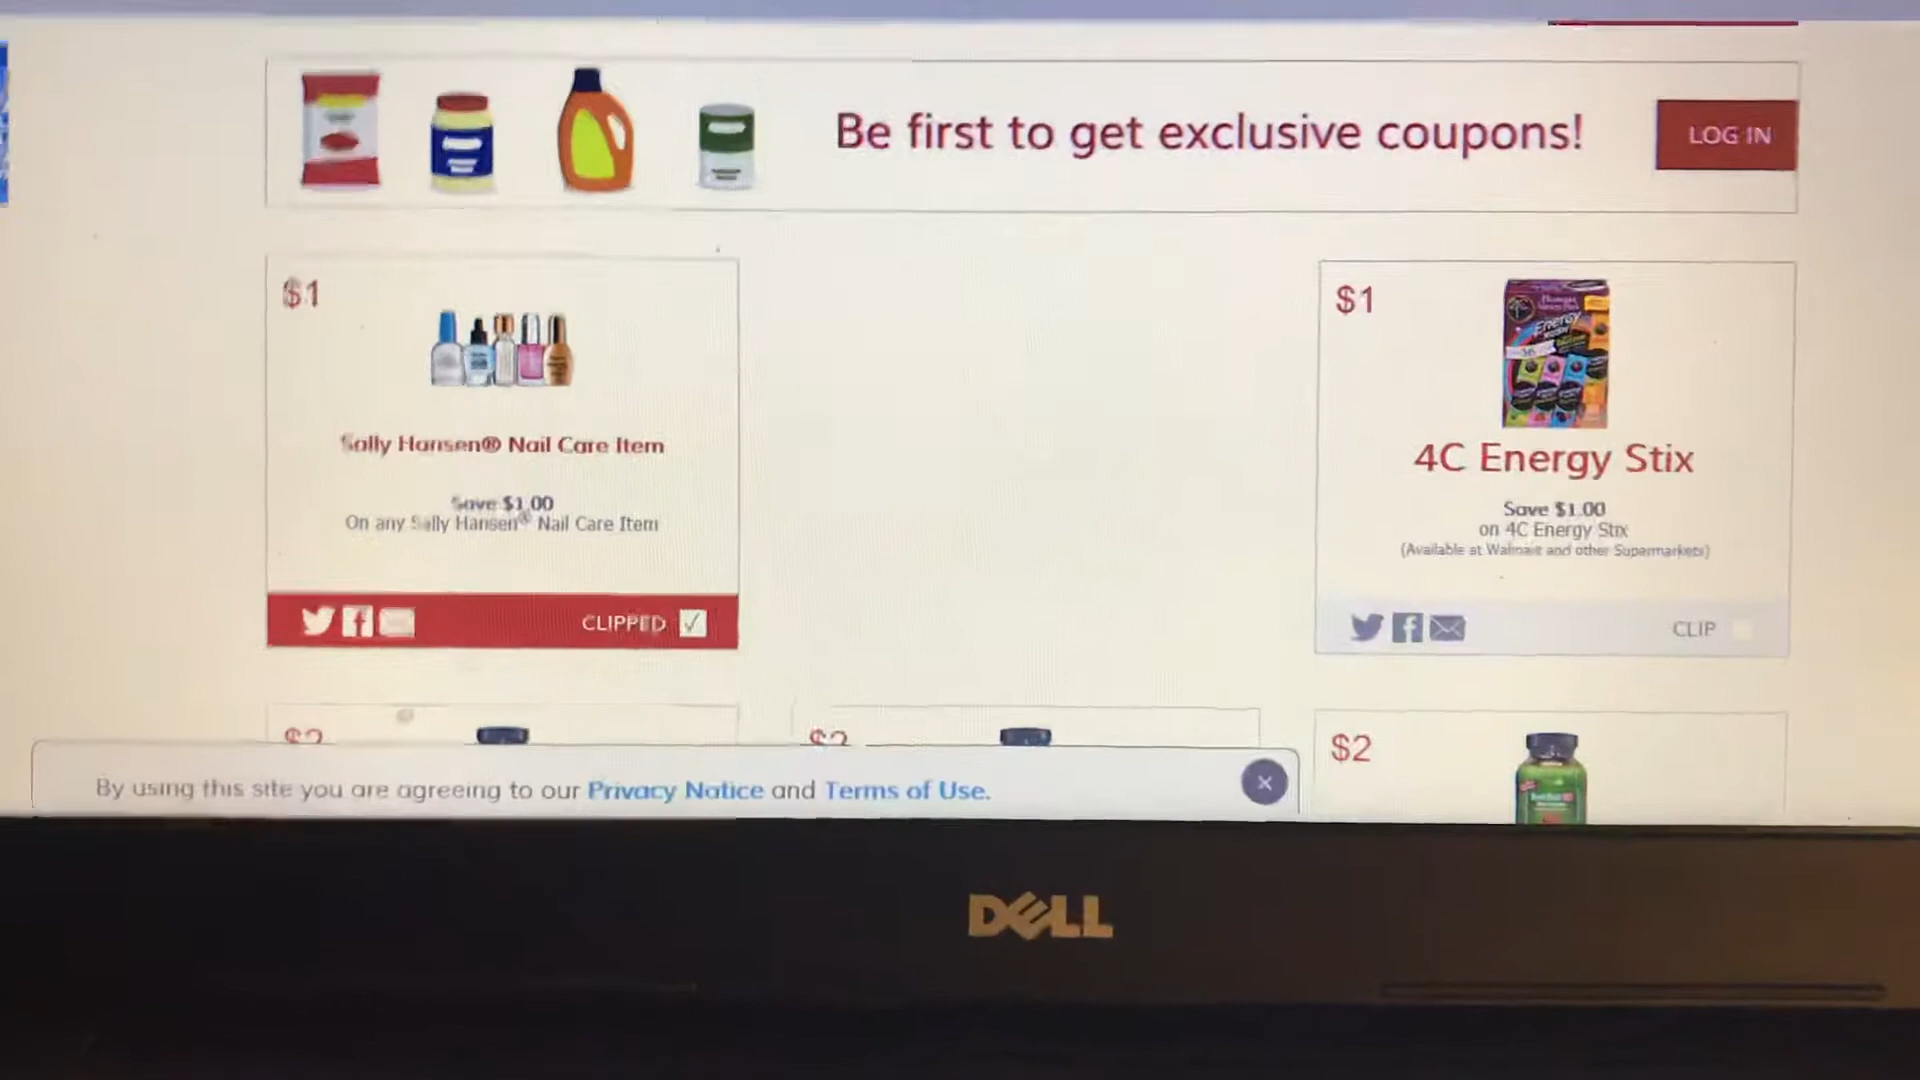 Be first to get exclusive coupons!
LOG IN
$1
Sally Hansen® Nail Care Item
Save $1.00
On any Sally Hansen® Nail Care Item
CLIPPED
$1
Energy
4C Energy Stix
Save $1.00
on 4C Energy Stix
(Available at Walmart and other Supermarkets)
CLIP
$2
$2
$2
By using this site you are agreeing to our Privacy Notice and Terms of Use.
DELL